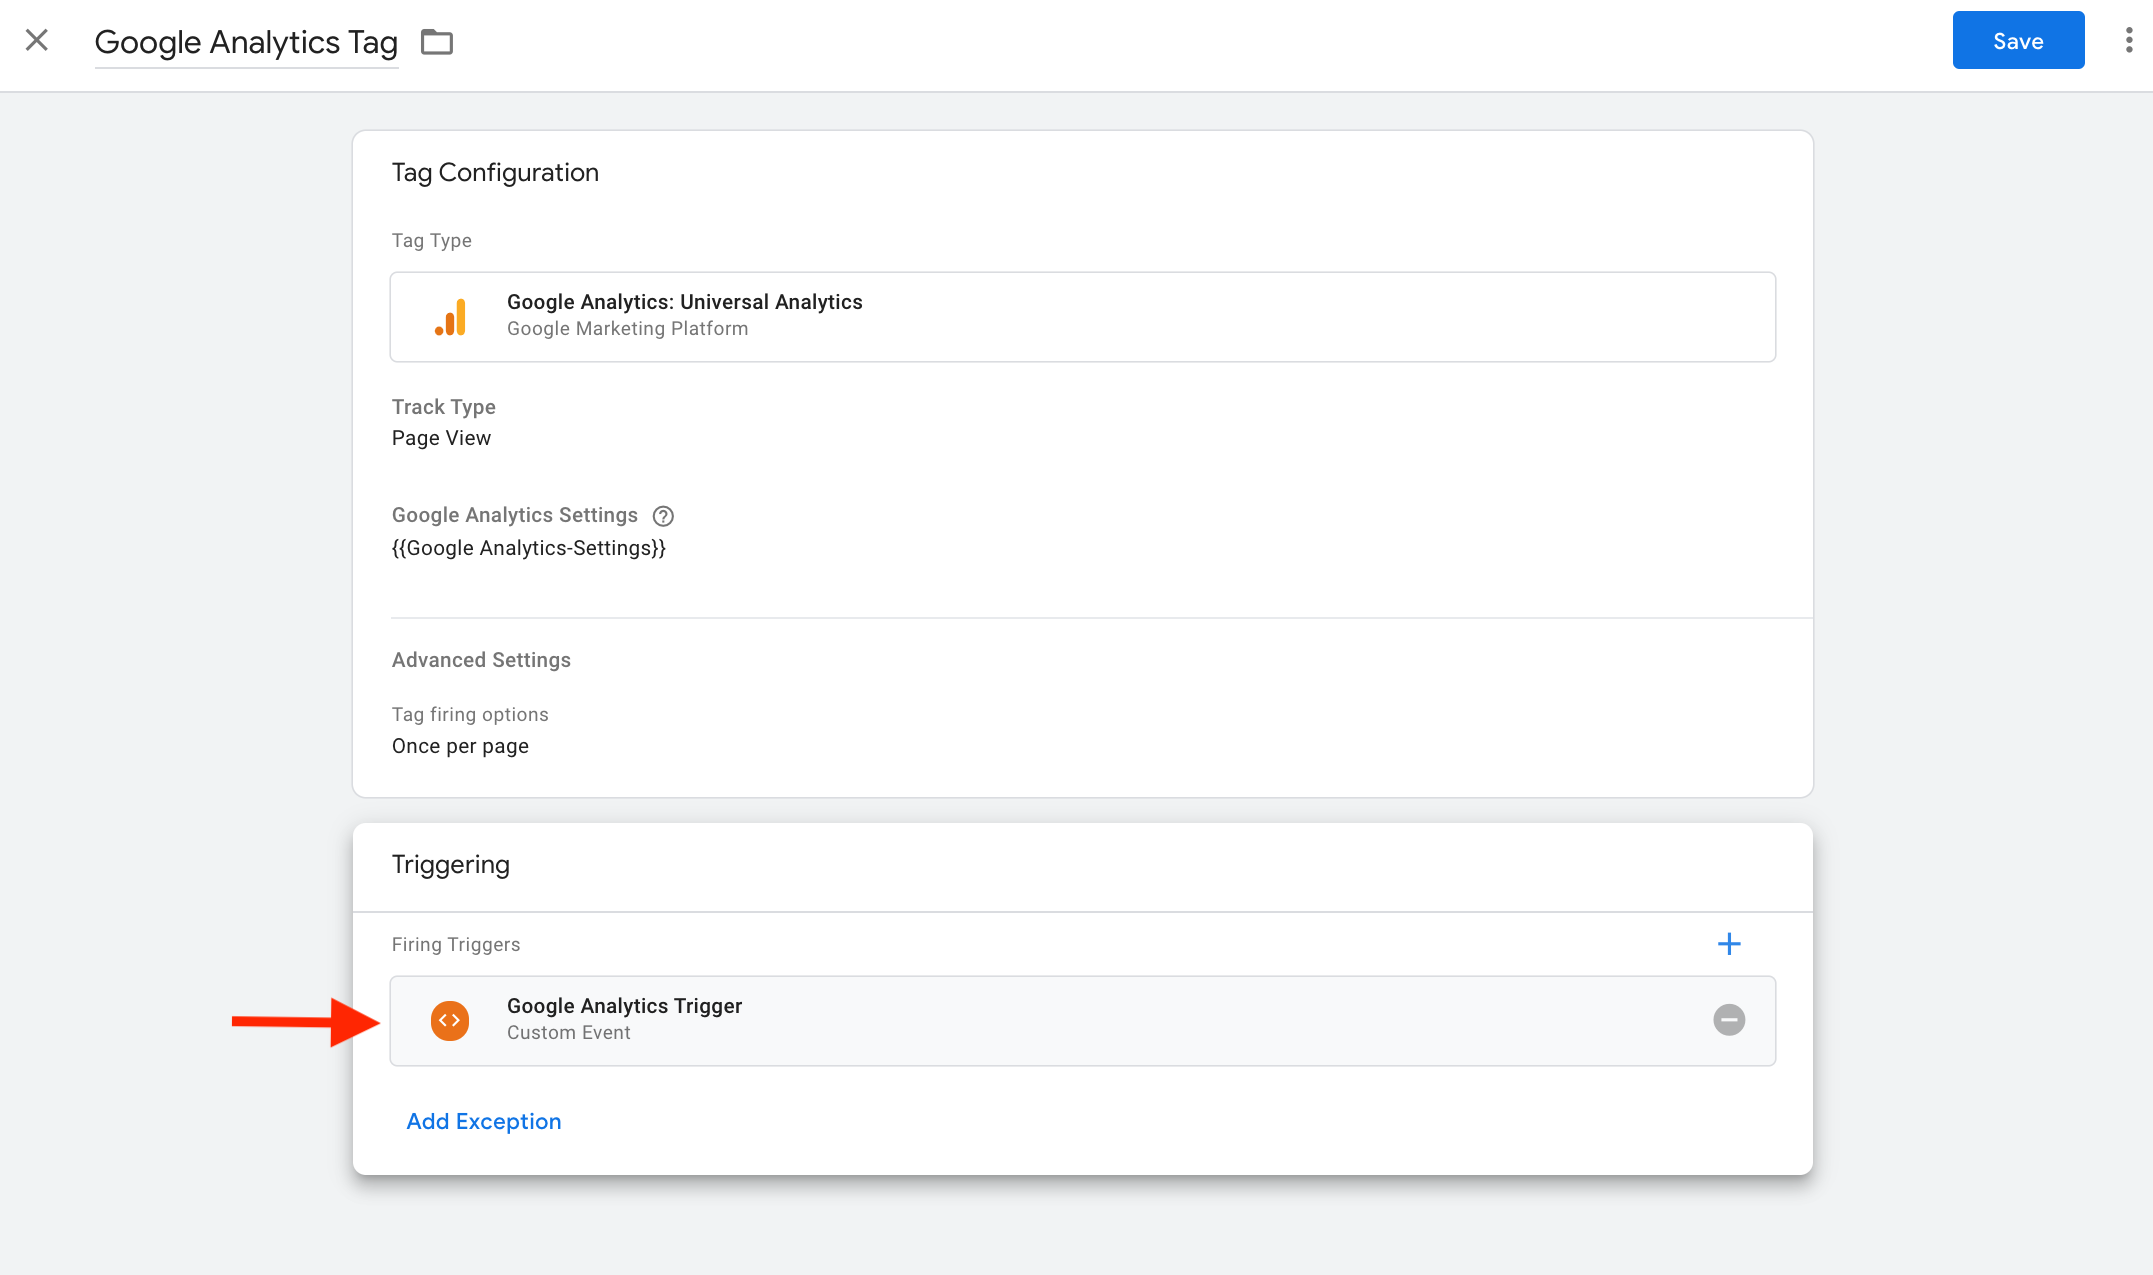 Google Analytics Tag
Save
Tag Configuration
Tag Type
Google Analytics: Universal Analytics
Google Marketing Platform
Track Type
Page View
Google Analytics Settings
{{Google Analytics-Settings}}
Advanced Settings
Tag firing options
Once per page
Triggering
Firing Triggers
Google Analytics Trigger
Custom Event
Add Exception